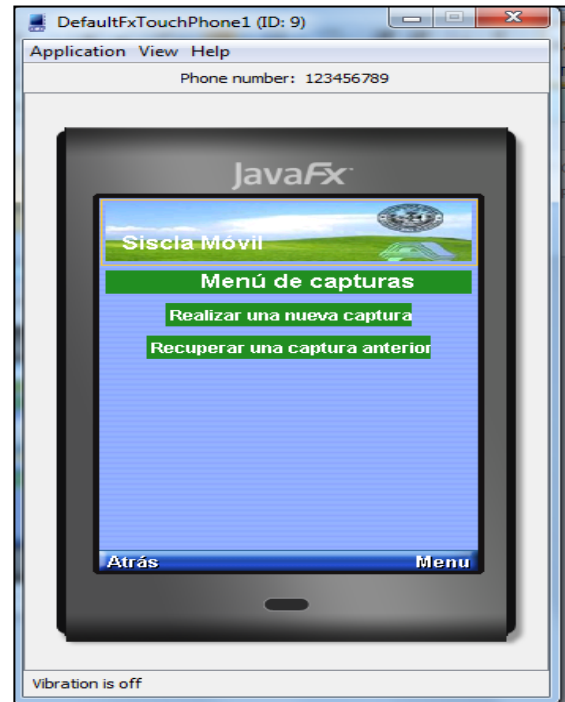 DefaultFxTouchPhone1 (ID: 9)
Application View Help
Phone number: 123456789
JavaFx
Siscla Móvil
Menú de capturas
Realizar una nueva captura
Recuperar una captura anterior
Atrás Menu
Vibration is off